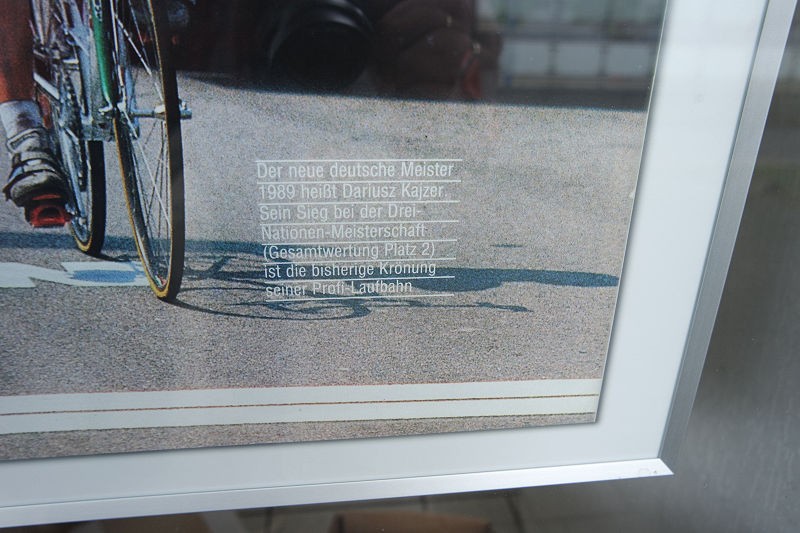 Der neue deutsche Meister
1989 heißt Dariusz Kajzer.
Sein Sieg bei der Drei-
Nationen-Meisterschaft
(Gesamtwertung Platz 2)
ist die bisherige Krönung
seiner Profi-Laufbahn